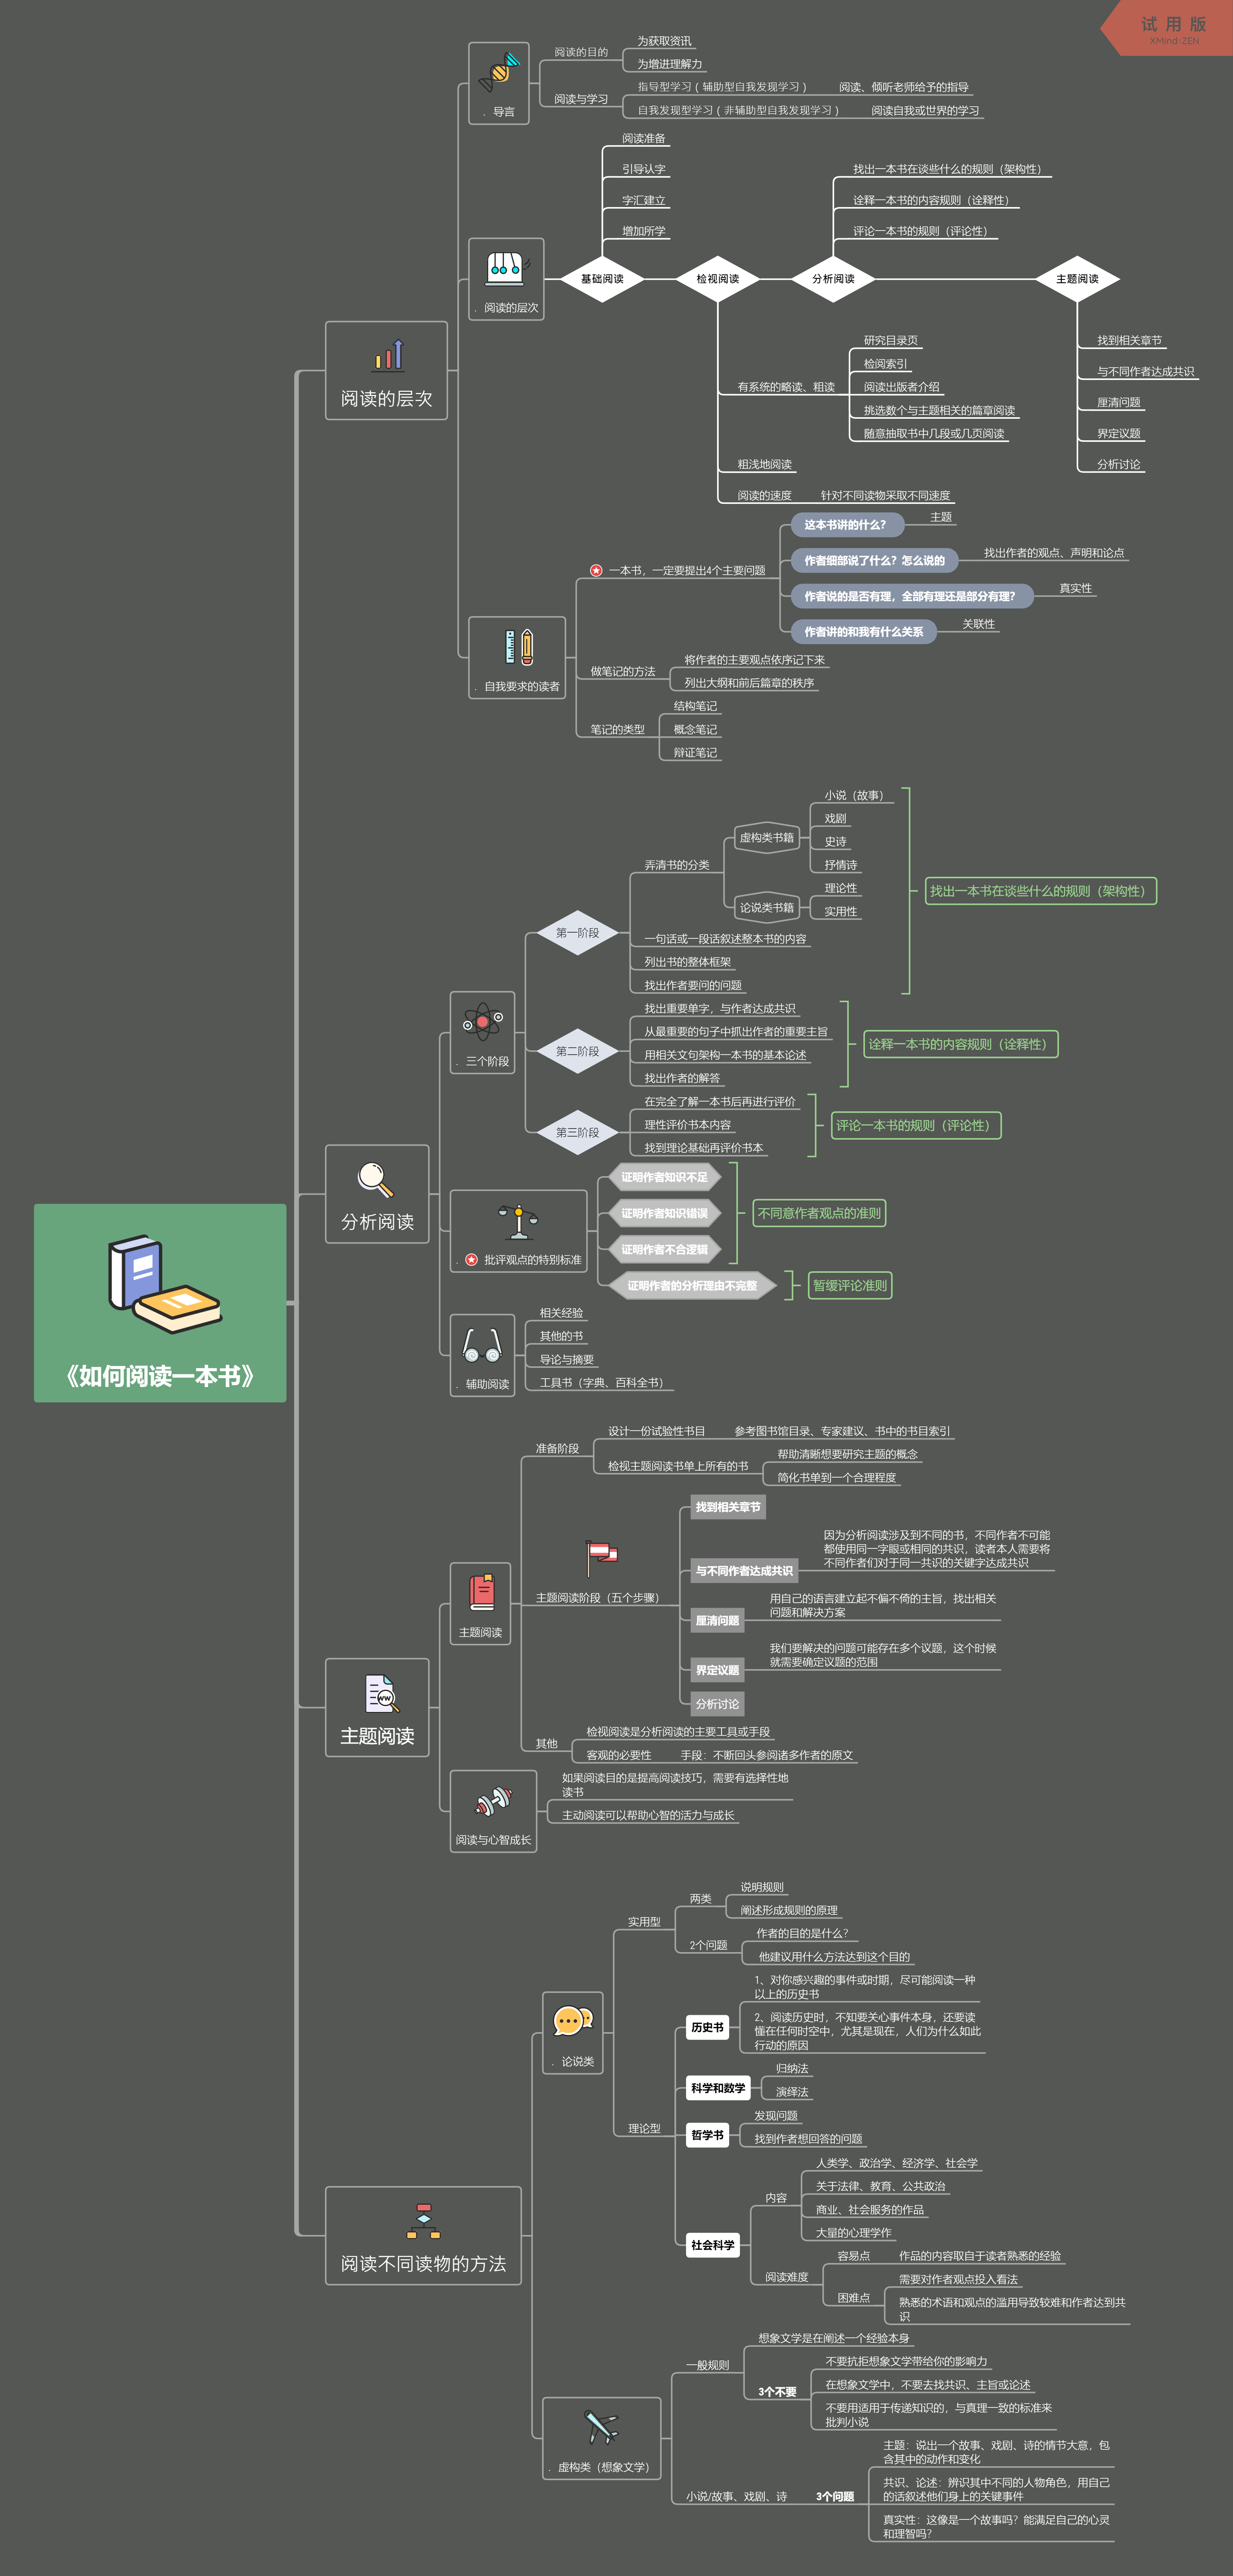 试 用 版
XMind:ZEN
《如何阅读一本书》
阅读的层次
. 导言
阅读的目的
为获取资讯
为增进理解力
阅读与学习
指导型学习(辅助型自我发现学习)
阅读、倾听老师给予的指导
自我发现型学习(非辅助型自我发现学习)
阅读自我或世界的学习
. 阅读的层次
基础阅读
阅读准备
引导认字
字汇建立
增加所学
检视阅读
有系统的略读、粗读
研究目录页
检阅索引
阅读出版者介绍
挑选数个与主题相关的篇章阅读
随意抽取书中几段或几页阅读
粗浅地阅读
阅读的速度
针对不同读物采取不同速度
分析阅读
找出一本书在谈些什么的规则(架构性)
诠释一本书的内容规则(诠释性)
评论一本书的规则(评论性)
主题阅读
找到相关章节
与不同作者达成共识
厘清问题
界定议题
分析讨论
. 自我要求的读者
一本书,一定要提出4个主要问题
这本书讲的什么?
主题
作者细部说了什么?怎么说的
找出作者的观点、声明和论点
作者说的是否有理,全部有理还是部分有理?
真实性
作者讲的和我有什么关系
关联性
做笔记的方法
将作者的主要观点依序记下来
列出大纲和前后篇章的秩序
笔记的类型
结构笔记
概念笔记
辩证笔记
分析阅读
. 三个阶段
第一阶段
弄清书的分类
虚构类书籍
小说(故事)
戏剧
史诗
抒情诗
论说类书籍
理论性
实用性
一句话或一段话叙述整本书的内容
列出书的整体框架
找出作者要问的问题
找出一本书在谈些什么的规则(架构性)
第二阶段
找出重要单字,与作者达成共识
从最重要的句子中抓出作者的重要主旨
用相关文句架构一本书的基本论述
找出作者的解答
诠释一本书的内容规则(诠释性)
第三阶段
在完全了解一本书后再进行评价
理性评价书本内容
找到理论基础再评价书本
评论一本书的规则(评论性)
. 批评观点的特别标准
证明作者知识不足
证明作者知识错误
证明作者不合逻辑
不同意作者观点的准则
证明作者的分析理由不完整
暂缓评论准则
. 辅助阅读
相关经验
其他的书
导论与摘要
工具书(字典、百科全书)
主题阅读
主题阅读
准备阶段
设计一份试验性书目
参考图书馆目录、专家建议、书中的书目索引
检视主题阅读书单上所有的书
帮助清晰想要研究主题的概念
简化书单到一个合理程度
主题阅读阶段(五个步骤)
找到相关章节
与不同作者达成共识
因为分析阅读涉及到不同的书,不同作者不可能
都使用同一字眼或相同的共识,读者本人需要将
不同作者们对于同一共识的关键字达成共识
厘清问题
用自己的语言建立起不偏不倚的主旨,找出相关
问题和解决方案
界定议题
我们要解决的问题可能存在多个议题,这个时候
就需要确定议题的范围
分析讨论
其他
检视阅读是分析阅读的主要工具或手段
客观的必要性
手段:不断回头参阅诸多作者的原文
阅读与心智成长
如果阅读目的是提高阅读技巧,需要有选择性地
读书
主动阅读可以帮助心智的活力与成长
阅读不同读物的方法
. 论说类
实用型
两类
说明规则
阐述形成规则的原理
2个问题
作者的目的是什么?
他建议用什么方法达到这个目的
理论型
历史书
1、对你感兴趣的事件或时期,尽可能阅读一种
以上的历史书
2、阅读历史时,不知要关心事件本身,还要读
懂在任何时空中,尤其是现在,人们为什么如此
行动的原因
科学和数学
归纳法
演绎法
哲学书
发现问题
找到作者想回答的问题
社会科学
内容
人类学、政治学、经济学、社会学
关于法律、教育、公共政治
商业、社会服务的作品
大量的心理学作
阅读难度
容易点
作品的内容取自于读者熟悉的经验
困难点
需要对作者观点投入看法
熟悉的术语和观点的滥用导致较难和作者达到共
识
. 虚构类(想象文学)
一般规则
想象文学是在阐述一个经验本身
3个不要
不要抗拒想象文学带给你的影响力
在想象文学中,不要去找共识、主旨或论述
不要用适用于传递知识的,与真理一致的标准来
批判小说
小说/故事、戏剧、诗
3个问题
主题:说出一个故事、戏剧、诗的情节大意,包
含其中的动作和变化
共识、论述:辨识其中不同的人物角色,用自己
的话叙述他们身上的关键事件
真实性:这像是一个故事吗?能满足自己的心灵
和理智吗?